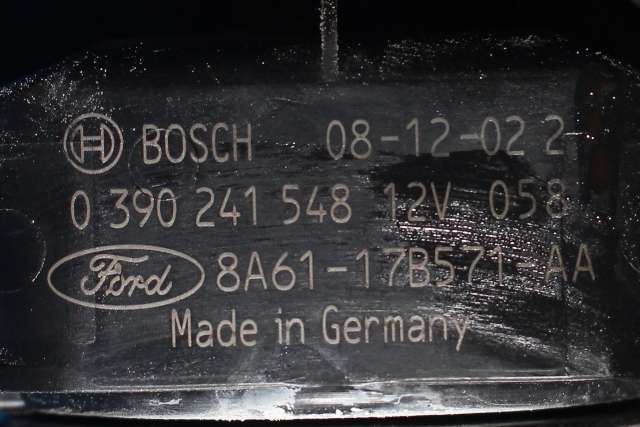 BOSCH 08-12-02 2
0 390 241 548 12V 058
Ford 8A61-17B571-AA
Made in Germany